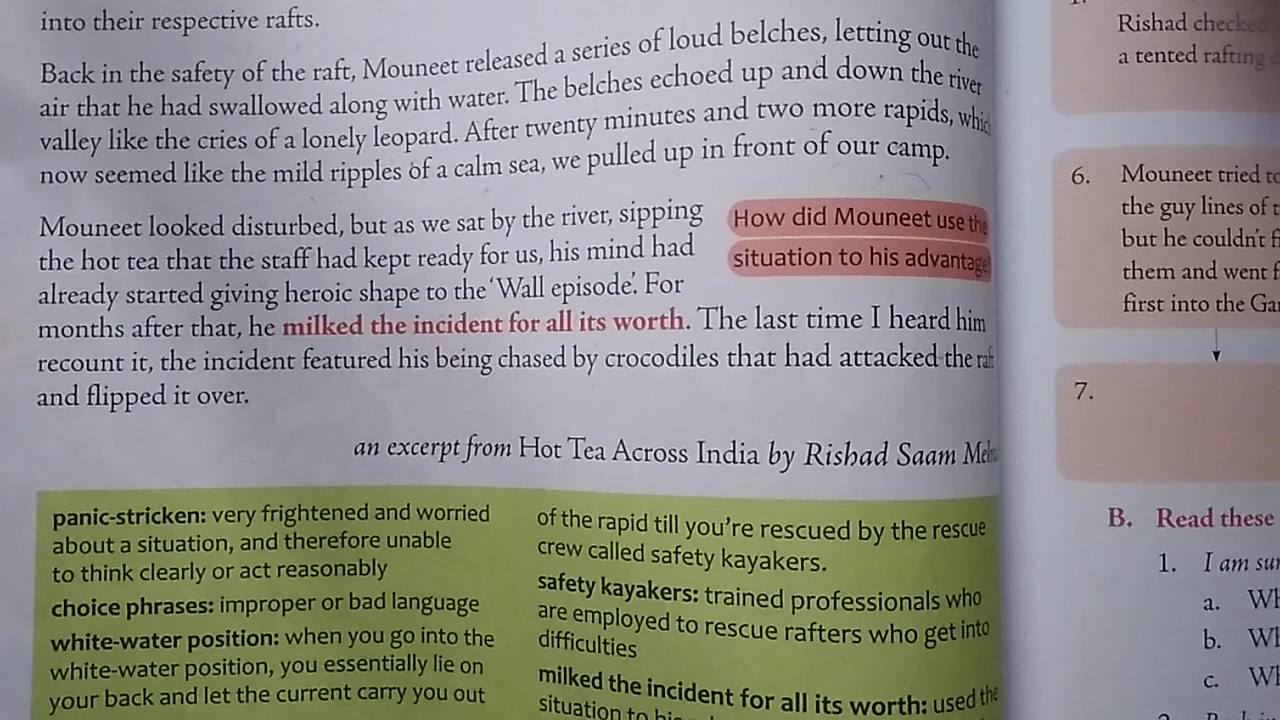 into their respective rafts.
Back in the safety of the raft, Mouneet released a series of loud belches, letting out the
air that he had swallowed along with water. The belches echoed up and down the river
valley like the cries of a lonely leopard. After twenty minutes and two more rapids,
now seemed like the mild ripples of a calm sea, we pulled up in front of our camp.
Mouneet looked disturbed, but as we sat by the river, sipping
the hot tea that the staff had kept ready for us, his mind had
already started giving heroic shape to the 'Wall episode'. For
months after that, he milked the incident for all its worth. The last time I heard him
recount it, the incident featured his being chased by crocodiles that had attacked the
and flipped it over.
How did Mouneet use the
situation to his advantage
an excerpt from Hot Tea Across India by Rishad Saam
panic-stricken: very frightened and worried
about a situation, and therefore unable
to think clearly or act reasonably
choice phrases: improper or bad language
white-water position: when you go into the
white-water position, you essentially lie on
your back and let the current carry you out
of the rapid till you're rescued by the rescue
crew called safety kayakers.
safety kayakers: trained professionals who
are employed to rescue rafters who get into
difficulties
milked the incident for all its worth: used the
situation to
Rishad checked
a tented rafting
6. Mouneet tried to
the guy lines of
but he couldn't
them and went
first into the
7.
B. Read these
1. I am
a.
b.
c.